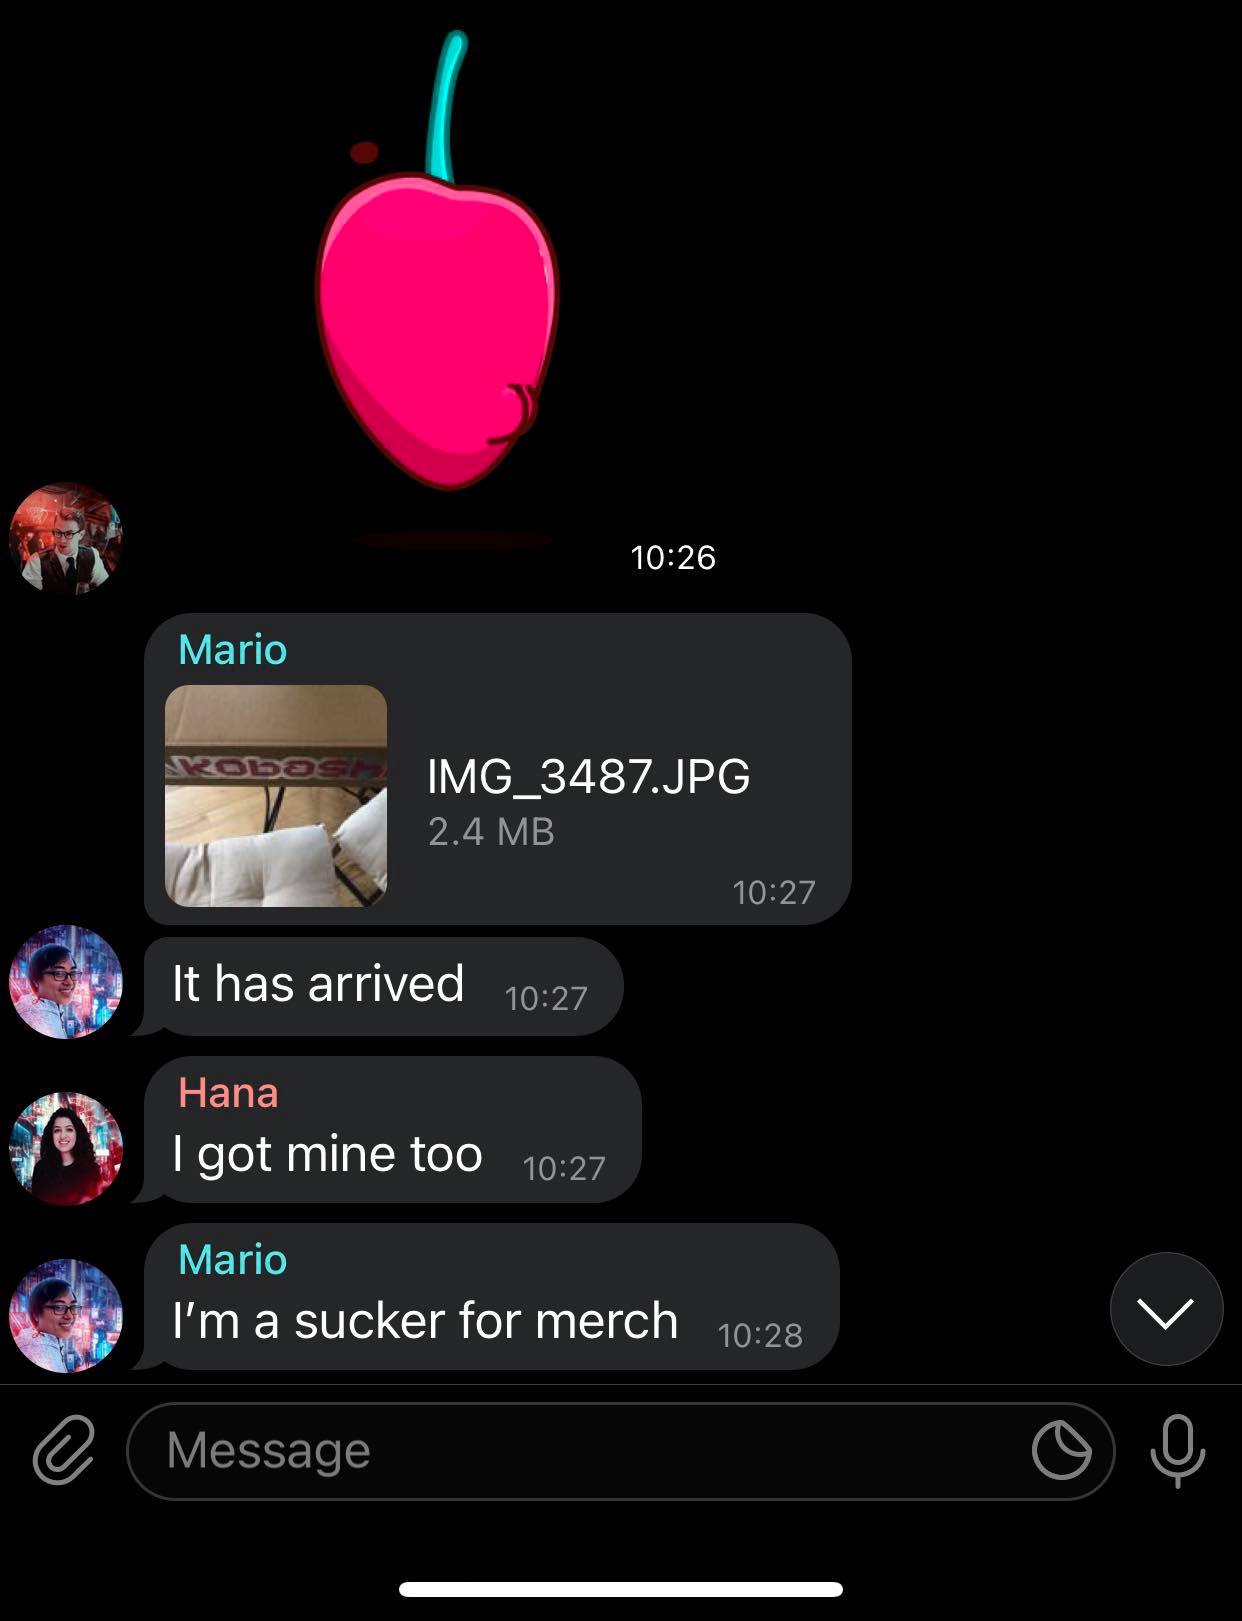 10:26
Mario
kobosh
IMG_3487.JPG
2.4 MB
10:27
It has arrived 10:27
Hana
I got mine too 10:27
Mario
I’m a sucker for merch 10:28
Message